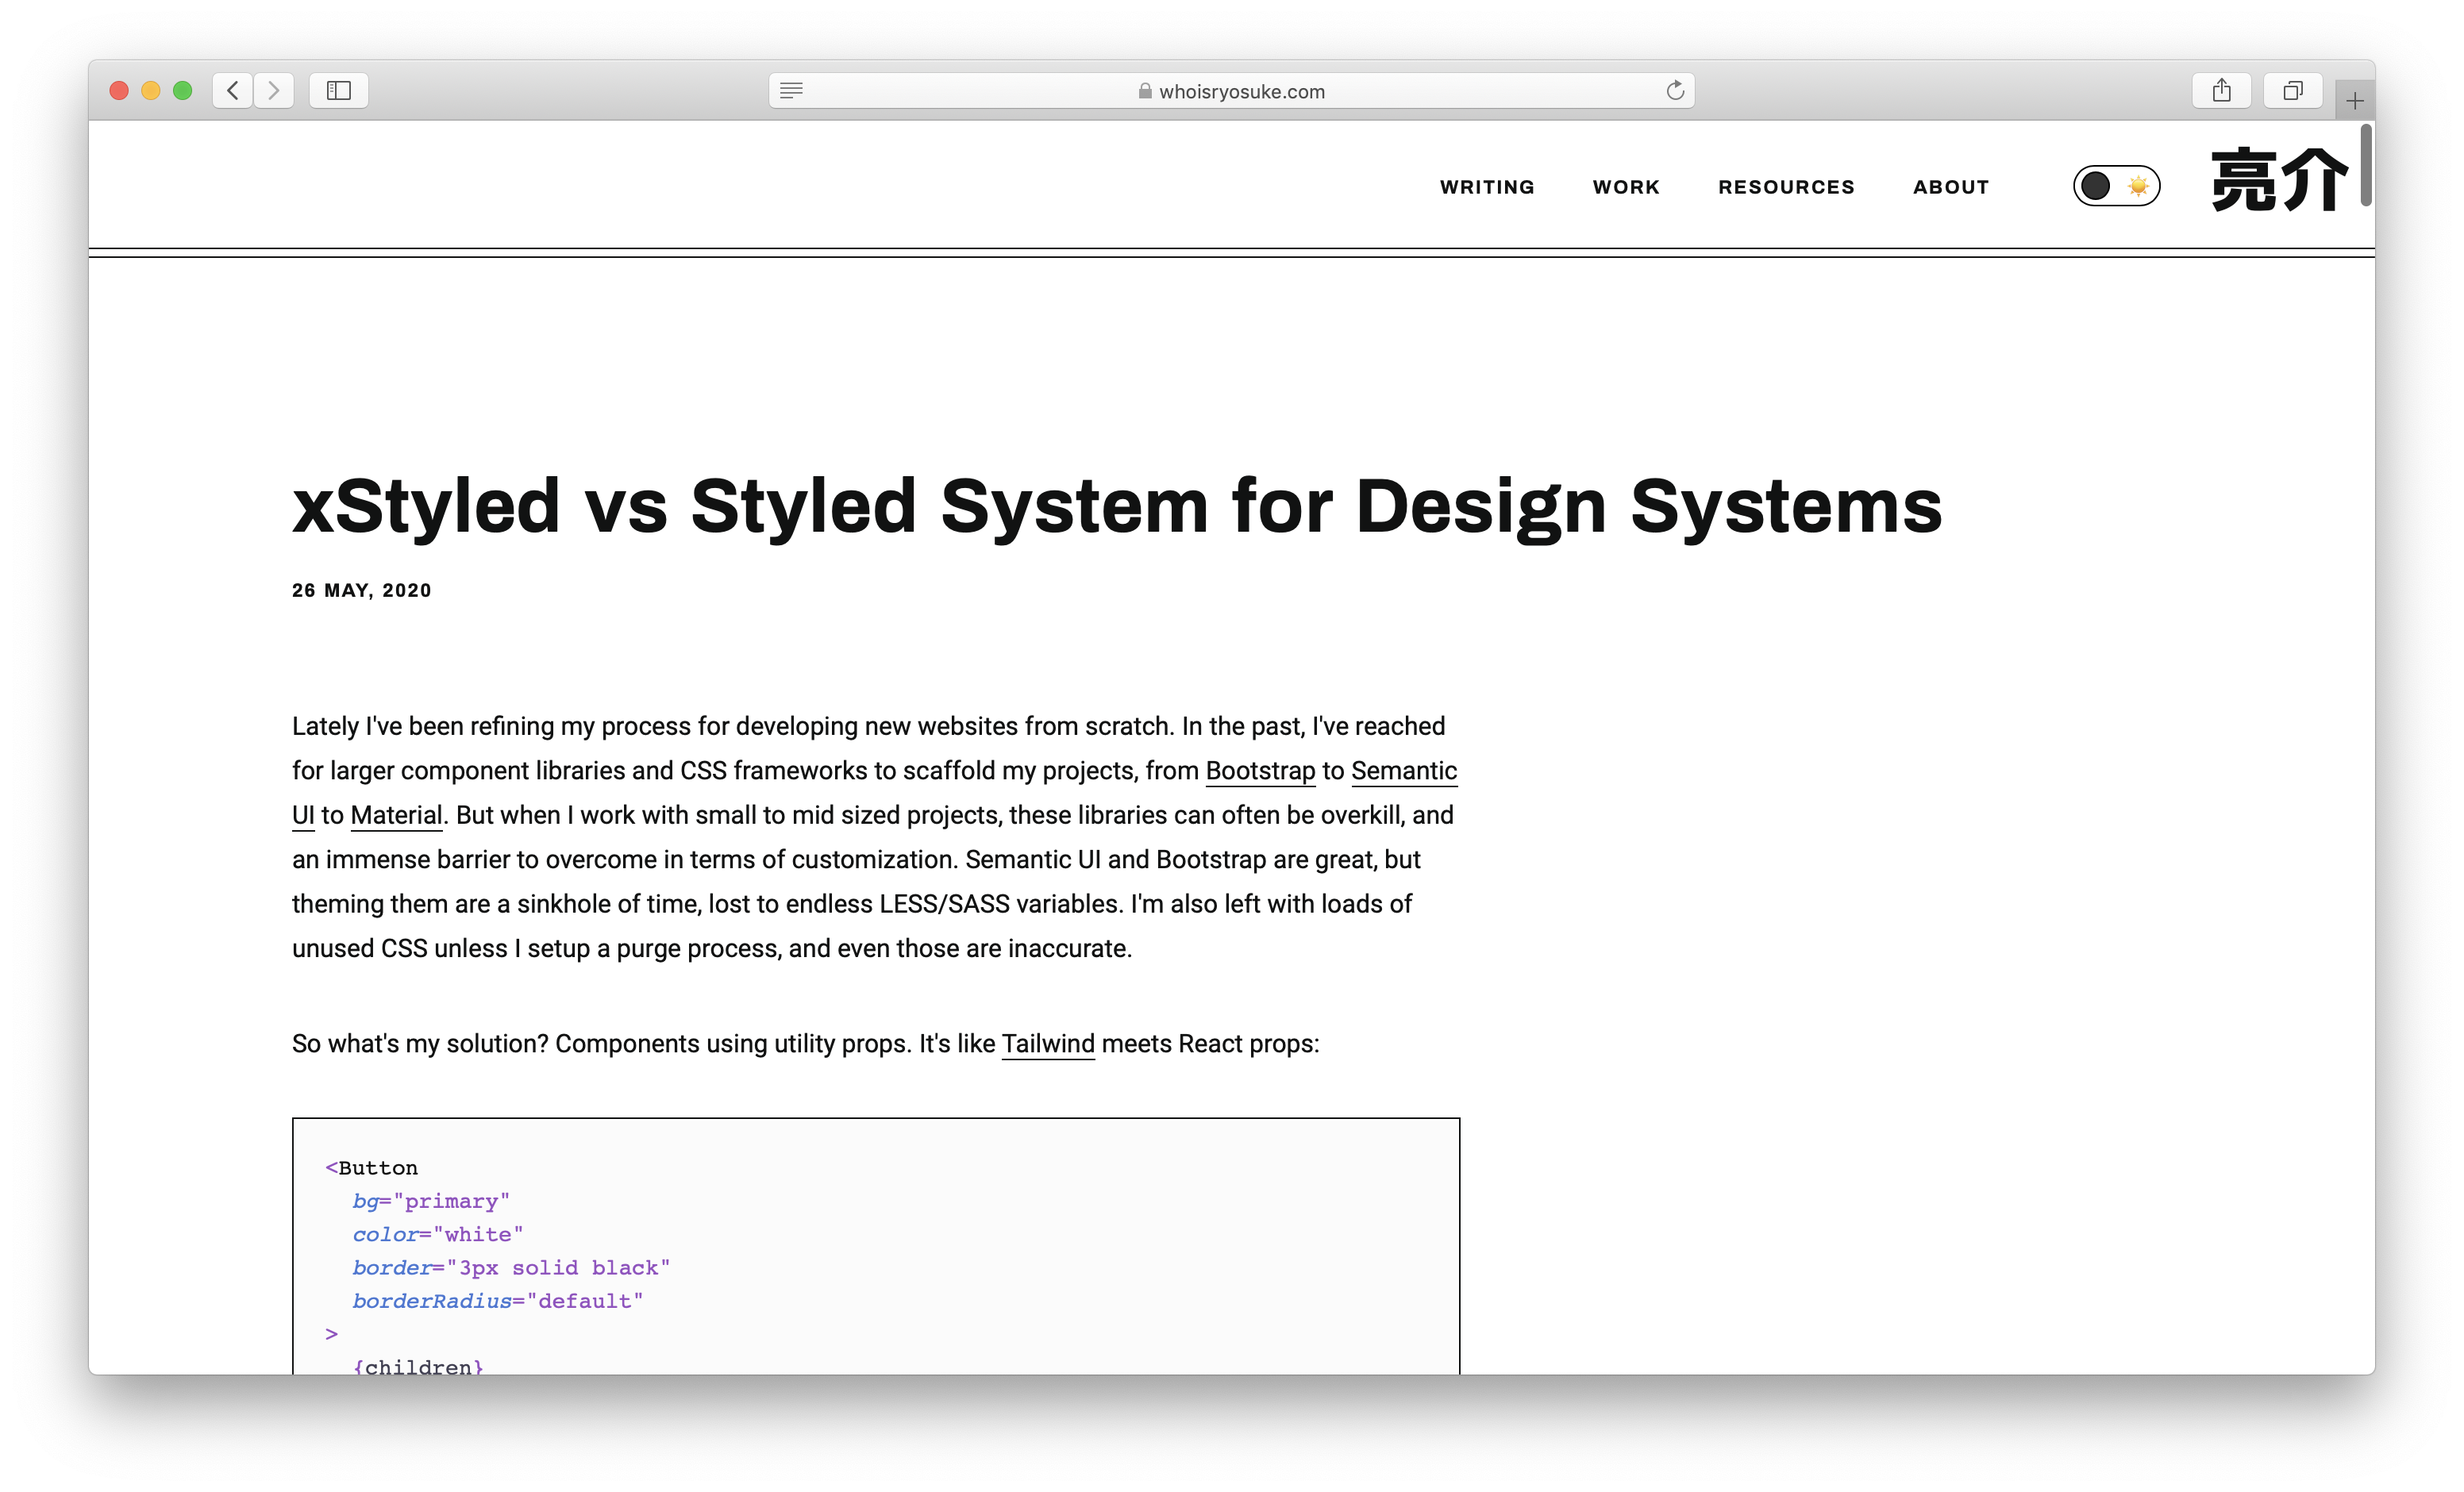 whoisryosuke.com
WRITING WORK RESOURCES ABOUT 亮介
xStyled vs Styled System for Design Systems
26 MAY, 2020
Lately I've been refining my process for developing new websites from scratch. In the past, I've reached
for larger component libraries and CSS frameworks to scaffold my projects, from Bootstrap to Semantic
UI to Material. But when I work with small to mid sized projects, these libraries can often be overkill, and
an immense barrier to overcome in terms of customization. Semantic UI and Bootstrap are great, but
theming them are a sinkhole of time, lost to endless LESS/SASS variables. I'm also left with loads of
unused CSS unless I setup a purge process, and even those are inaccurate.
So what's my solution? Components using utility props. It's like Tailwind meets React props:
<Button
bg="primary"
color="white"
border="3px solid black"
borderRadius="default"
>
{children}